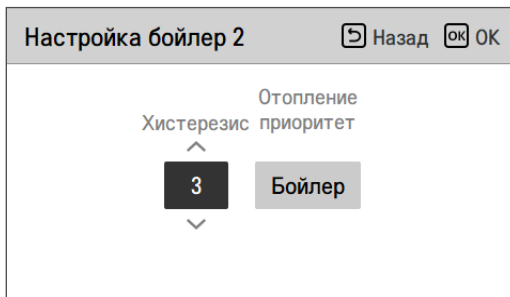 Настройка бойлер 2
Назад OK OK
Отопление
Хистерезис приоритет
3 Бойлер